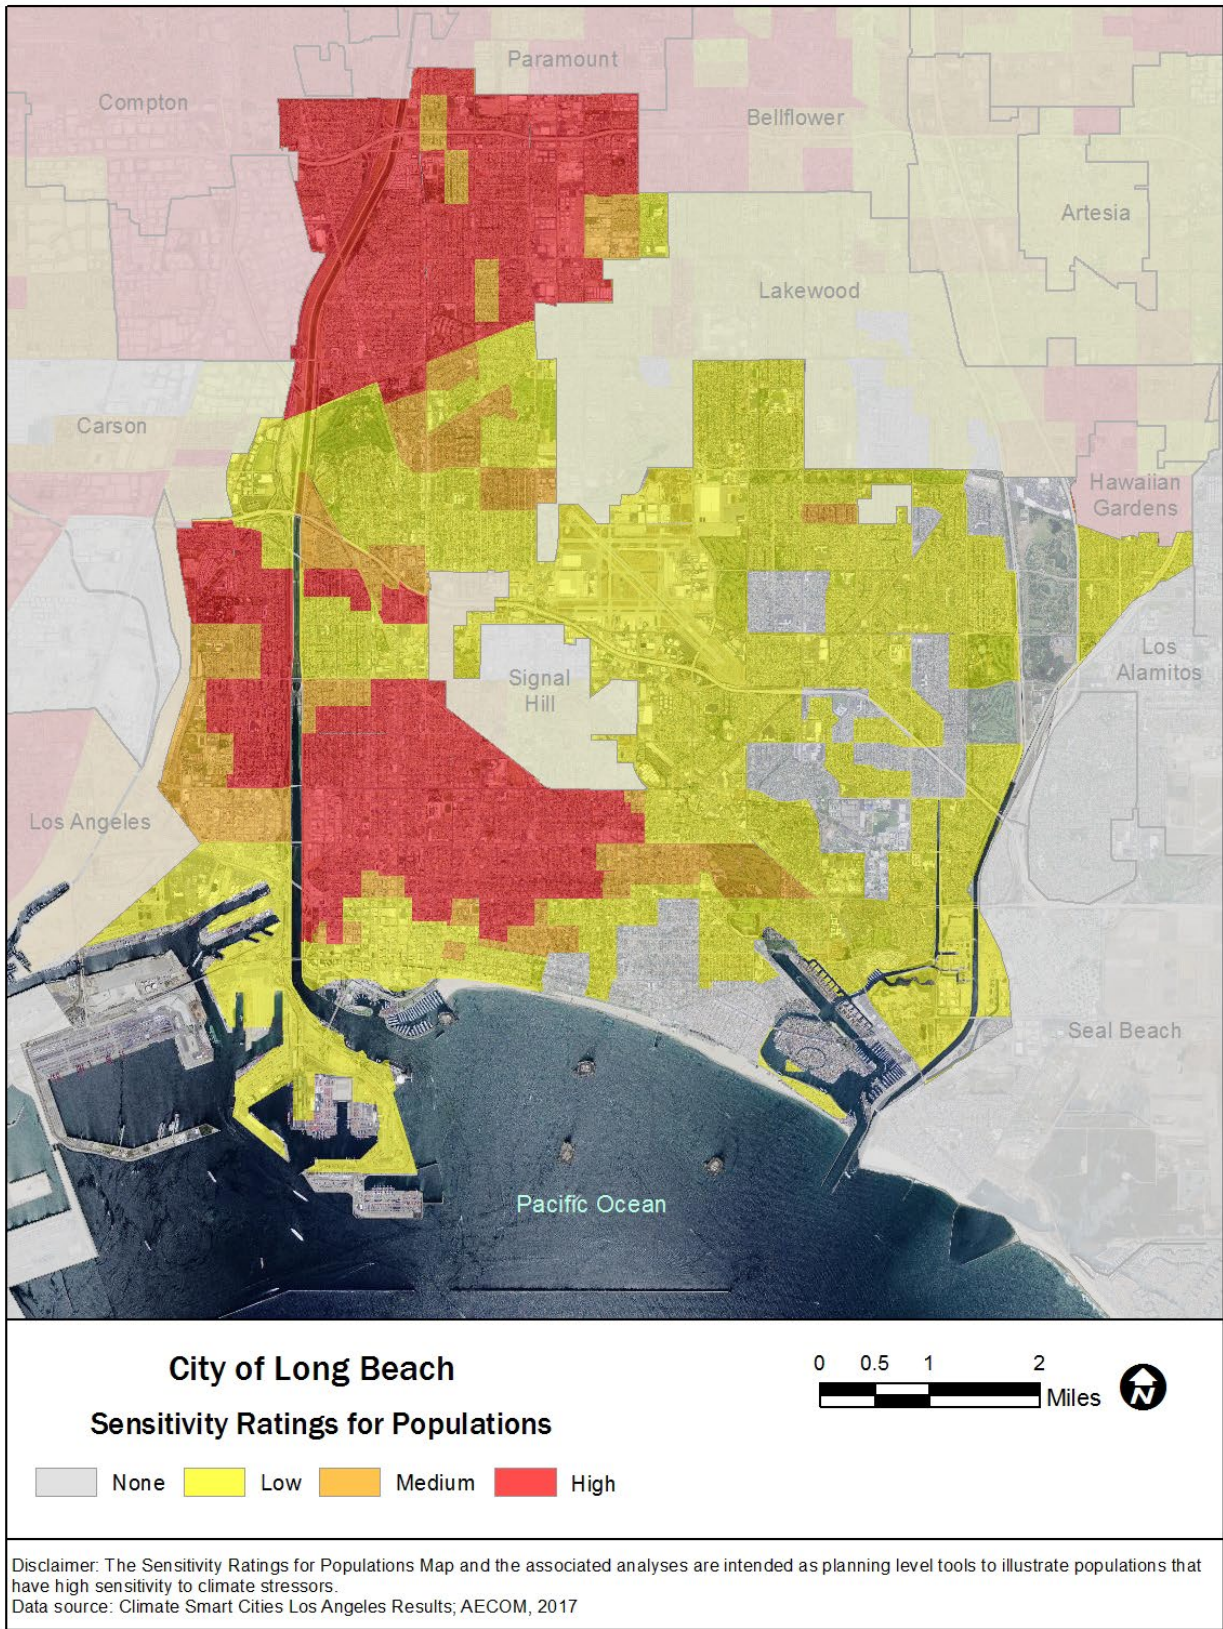 Paramount
Compton
Bellflower
Artesia
Lakewood
Carson
Hawaiian
Gardens
Los
Alamitos
Signal
Hill
Los Angeles
Seal Beach
Pacific Ocean
City of Long Beach
Sensitivity Ratings for Populations
None Low Medium High
0 0.5 1 2
Miles
N
Disclaimer: The Sensitivity Ratings for Populations Map and the associated analyses are intended as planning level tools to illustrate populations that
have high sensitivity to climate stressors.
Data source: Climate Smart Cities Los Angeles Results; AECOM, 2017